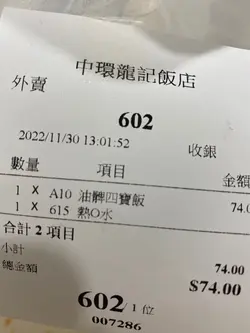 中環龍記飯店
外賣
602
2022/11/30 13:01:52 收銀
數量 項目 金額
1 X A10 油髀四寶飯 74.0
1 X 615 熱O水
合計 2 項目
小計 74.00
總金額 $74.00
602/1 位
007286